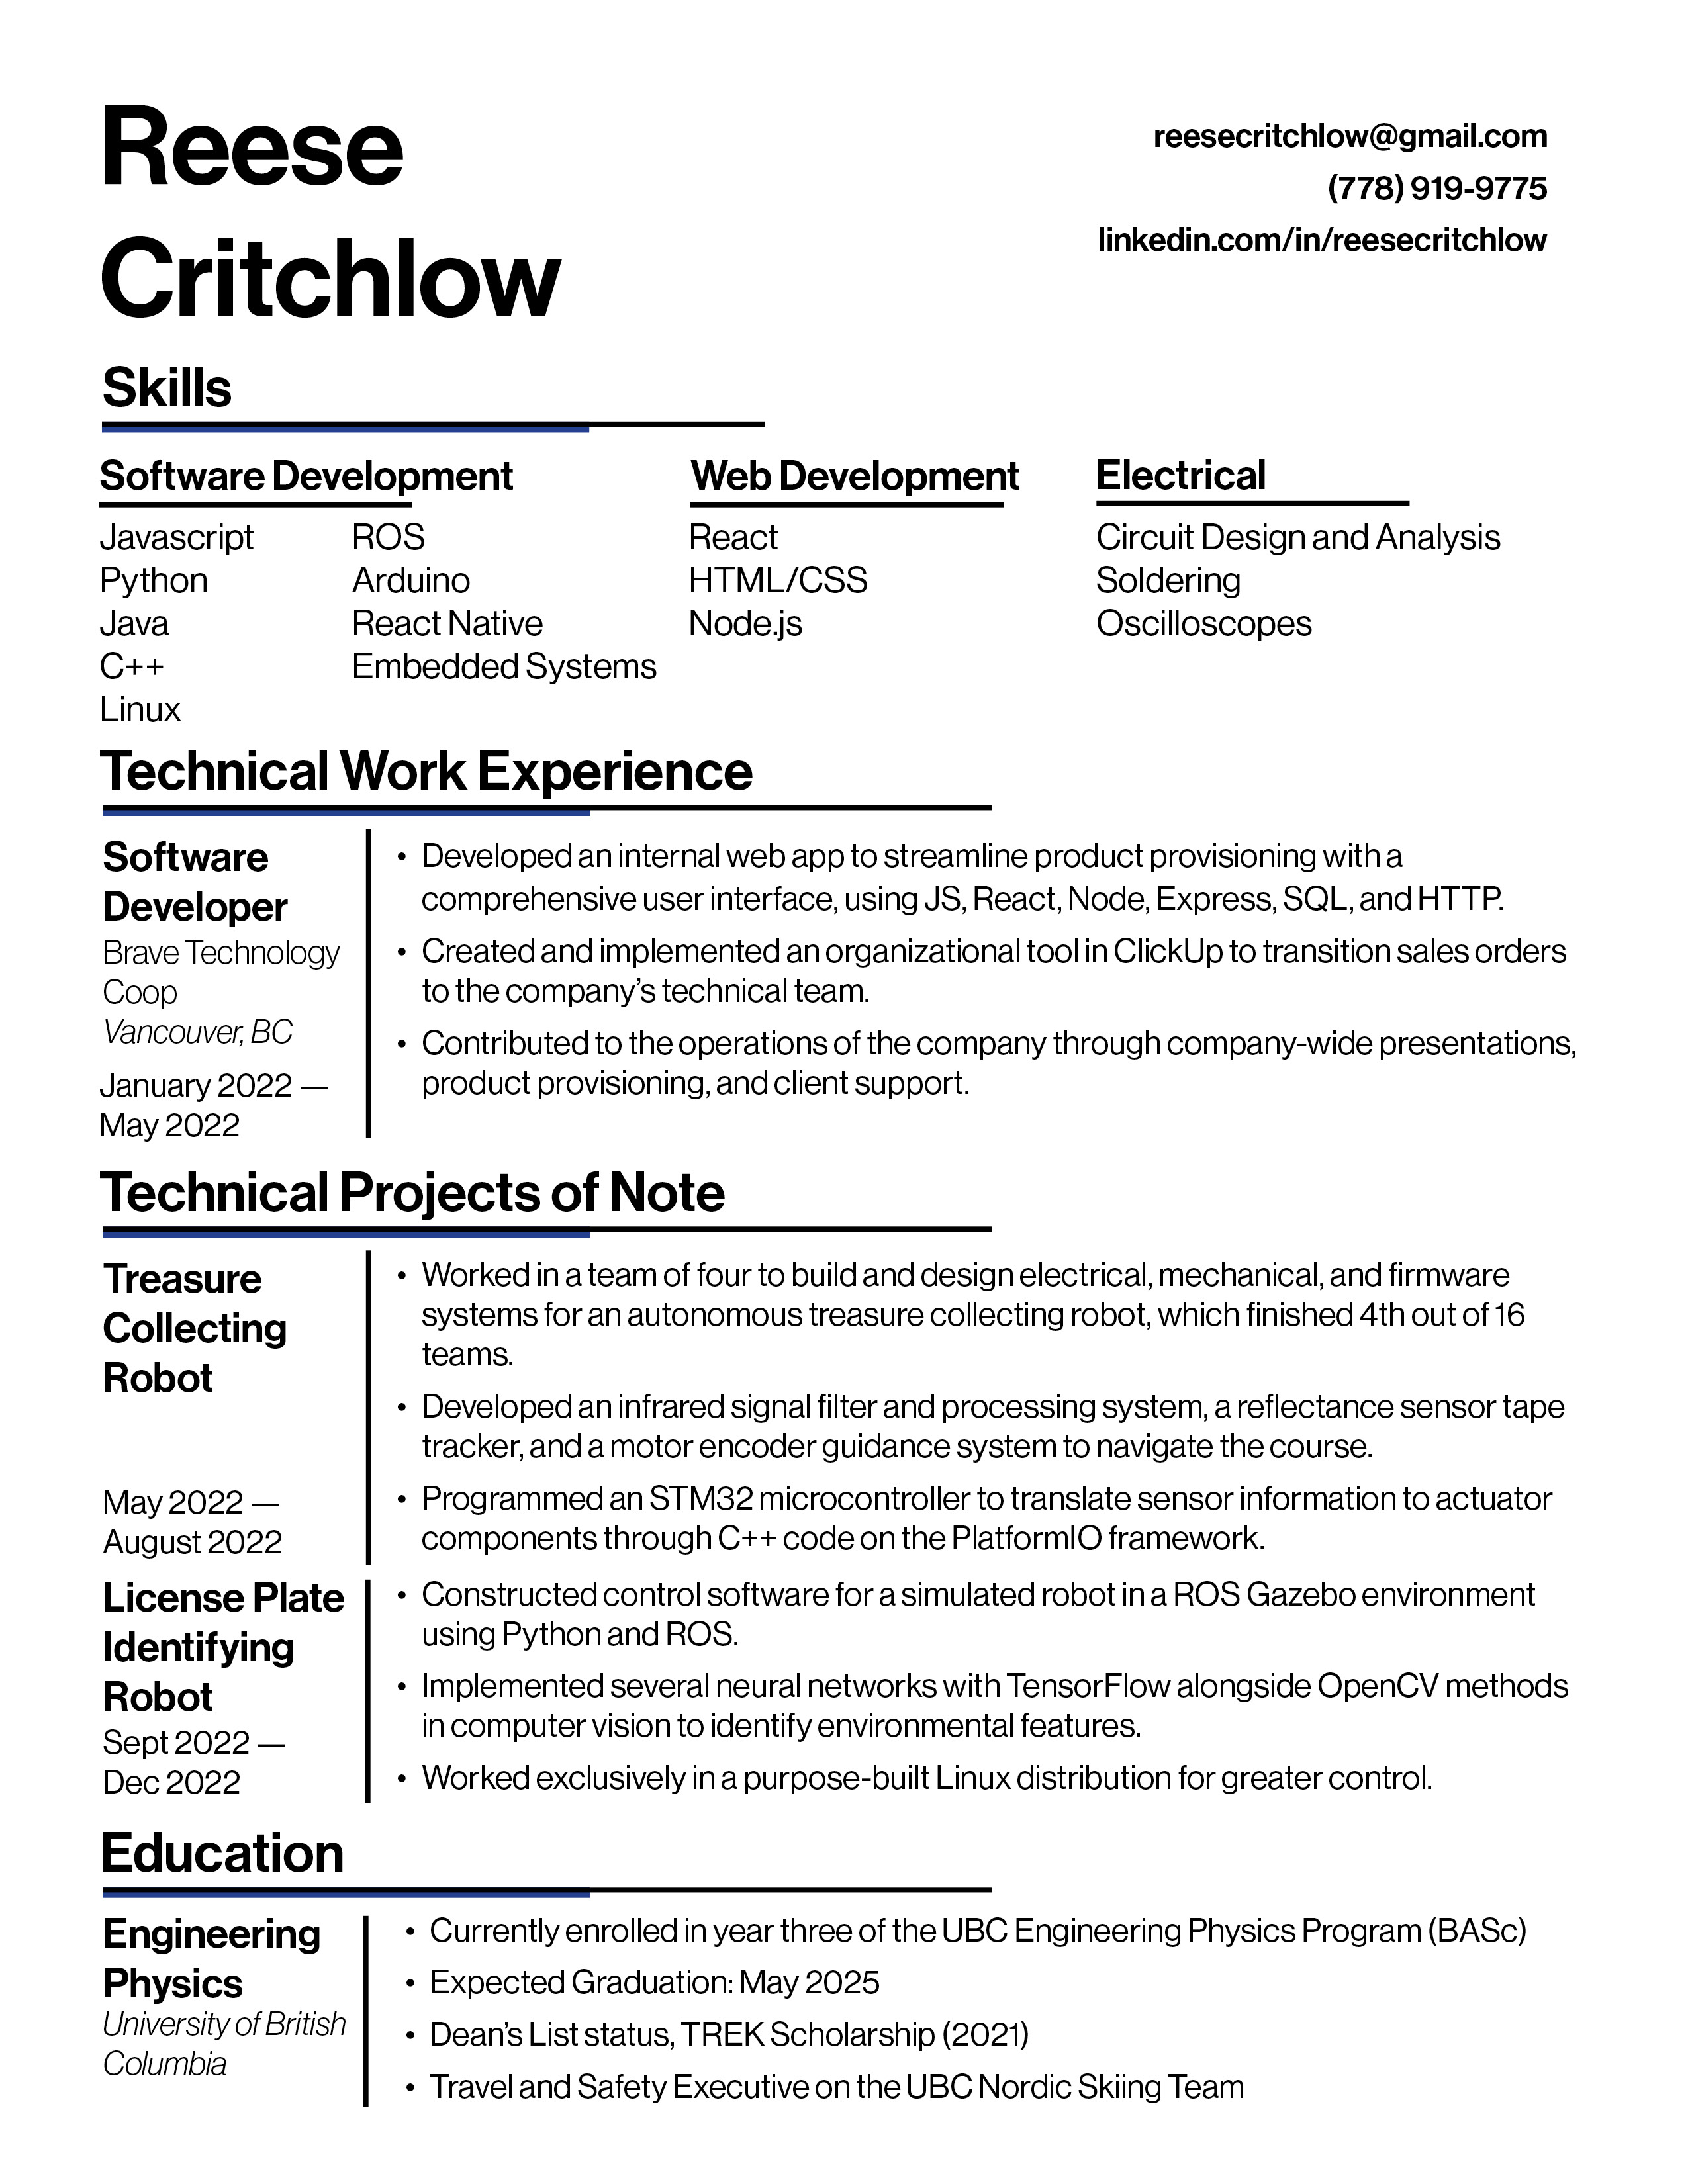 Reese
Critchlow
reesecritchlow@gmail.com
(778) 919-9775
linkedin.com/in/reesecritchlow
Skills
Software Development
Javascript
Python
Java
C++
Linux
ROS
Arduino
React Native
Embedded Systems
Web Development
React
HTML/CSS
Node.js
Electrical
Circuit Design and Analysis
Soldering
Oscilloscopes
Technical Work Experience
Software
Developer
Brave Technology
Coop
Vancouver, BC
January 2022 —
May 2022
• Developed an internal web app to streamline product provisioning with a
comprehensive user interface, using JS, React, Node, Express, SQL, and HTTP.
• Created and implemented an organizational tool in ClickUp to transition sales orders
to the company’s technical team.
• Contributed to the operations of the company through company-wide presentations,
product provisioning, and client support.
Technical Projects of Note
Treasure
Collecting
Robot
May 2022 —
August 2022
• Worked in a team of four to build and design electrical, mechanical, and firmware
systems for an autonomous treasure collecting robot, which finished 4th out of 16
teams.
• Developed an infrared signal filter and processing system, a reflectance sensor tape
tracker, and a motor encoder guidance system to navigate the course.
• Programmed an STM32 microcontroller to translate sensor information to actuator
components through C++ code on the PlatformIO framework.
License Plate
Identifying
Robot
Sept 2022 —
Dec 2022
• Constructed control software for a simulated robot in a ROS Gazebo environment
using Python and ROS.
• Implemented several neural networks with TensorFlow alongside OpenCV methods
in computer vision to identify environmental features.
• Worked exclusively in a purpose-built Linux distribution for greater control.
Education
Engineering
Physics
University of British
Columbia
• Currently enrolled in year three of the UBC Engineering Physics Program (BASc)
• Expected Graduation: May 2025
• Dean’s List status, TREK Scholarship (2021)
• Travel and Safety Executive on the UBC Nordic Skiing Team